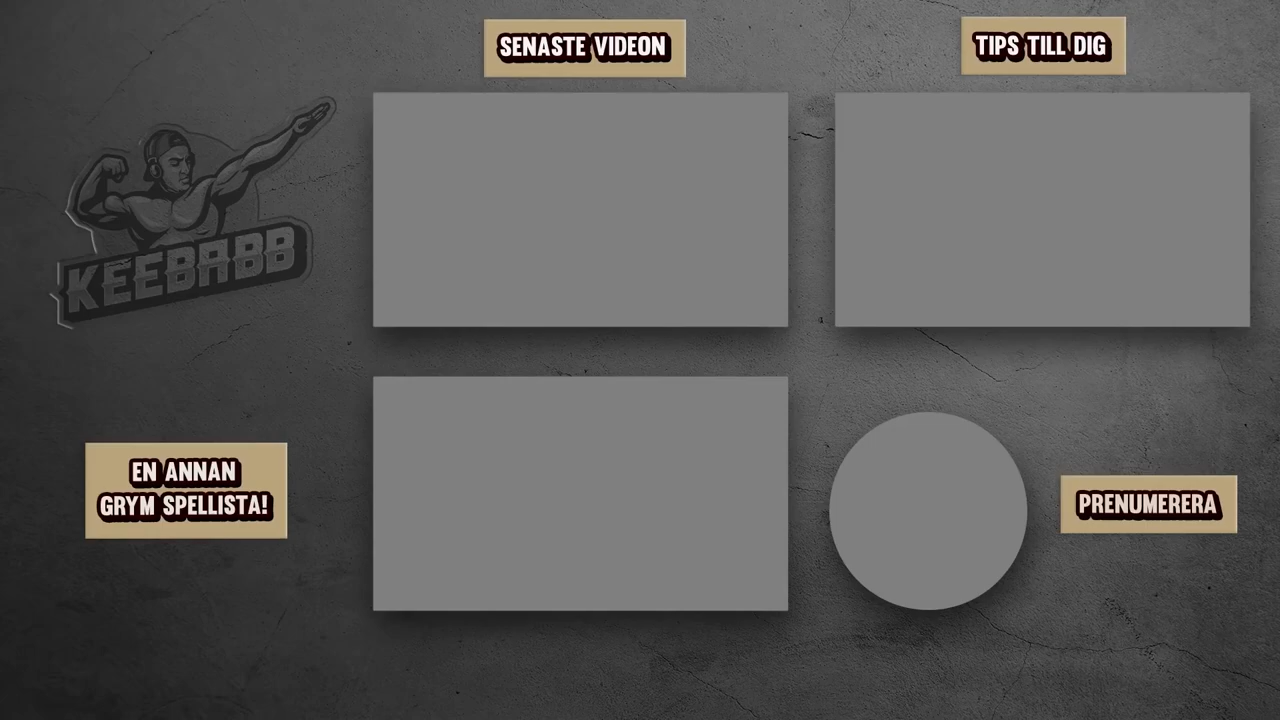 SENASTE VIDEON
TIPS TILL DIG
KEEBABB
EN ANNAN
GRYM SPELLISTA!
PRENUMERERA